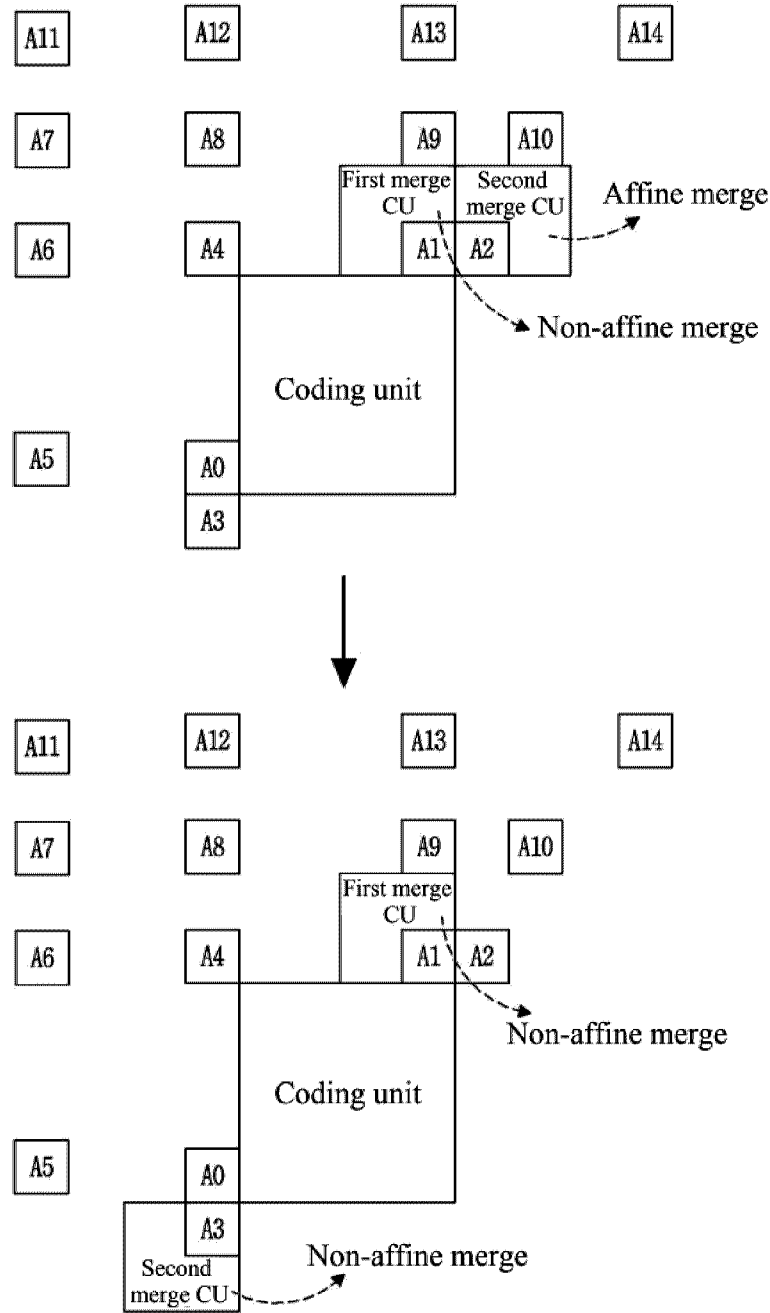 A11 A12 A13 A14
A7 A8 A9 A10
First merge CU
Second merge CU
Affine merge
A6 A4 A1 A2
Non-affine merge
Coding unit
A5 A0
A3
A11 A12 A13 A14
A7 A8 A9 A10
First merge
CU
A6 A4 A1 A2
Non-affine merge
Coding unit
A5 A0
A3
Non-affine merge
Second
merge CU